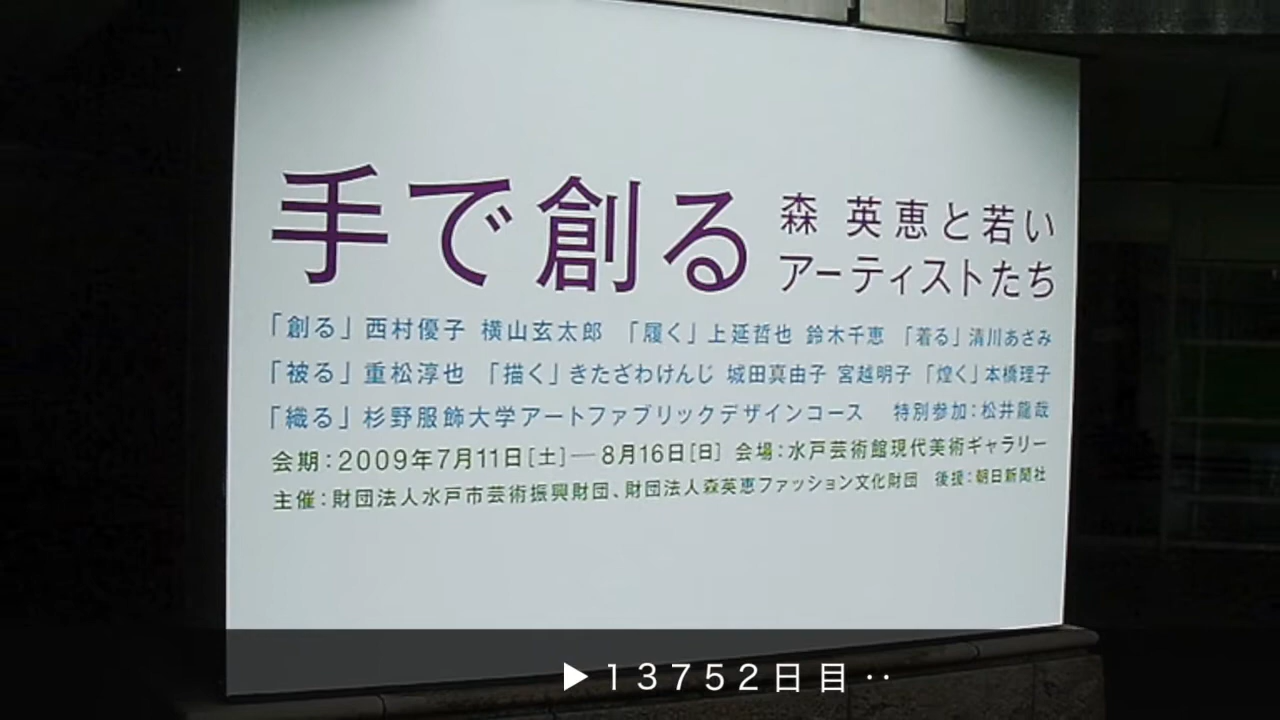 手で創る 森 英恵と若い
アーティストたち
「創る」西村優子 横山玄太郎 「履く」上延哲也 鈴木千恵 「着る」清川あさみ
「被る」重松淳也 「描く」きたざわけんじ 城田真由子 宮越明子 「煌く」本橋理子
「織る」杉野服飾大学アートファブリックデザインコース 特別参加：松井龍哉
会期：2009年7月11日[土]―8月16日[日] 会場：水戸芸術館現代美術ギャラリー
主催：財団法人水戸市芸術振興財団、財団法人森英恵ファッション文化財団 後援：朝日新聞社
▶13752日目‥